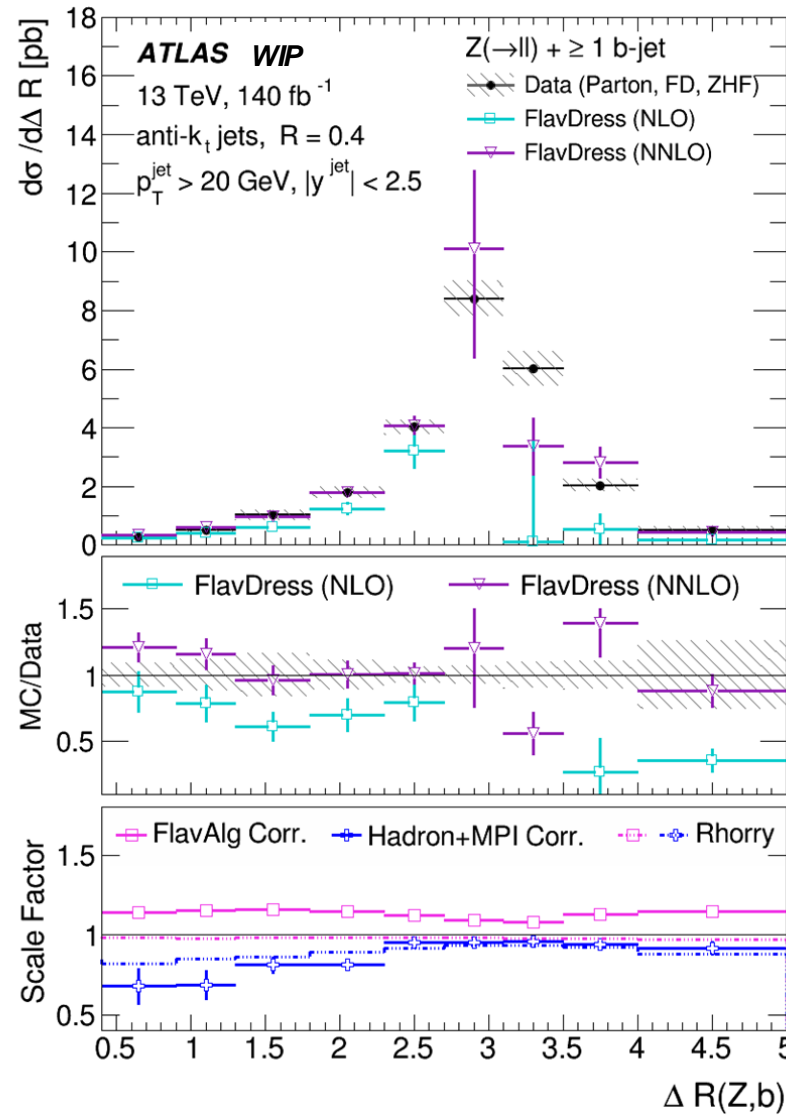 dσ/dΔ R [pb]
18
16
14
12
10
8
6
4
2
0
ATLAS WIP
13 TeV, 140 fb⁻¹
anti-kₜ jets, R = 0.4
p_T^jet > 20 GeV, |y^jet| < 2.5
Z(→ll) + ≥ 1 b-jet
Data (Parton, FD, ZHF)
FlavDress (NLO)
FlavDress (NNLO)
MC/Data
1.5
1
0.5
FlavDress (NLO) FlavDress (NNLO)
Scale Factor
1.5
1
0.5
FlavAlg Corr. Hadron+MPI Corr. Rhorry
0.5 1 1.5 2 2.5 3 3.5 4 4.5 5
Δ R(Z,b)